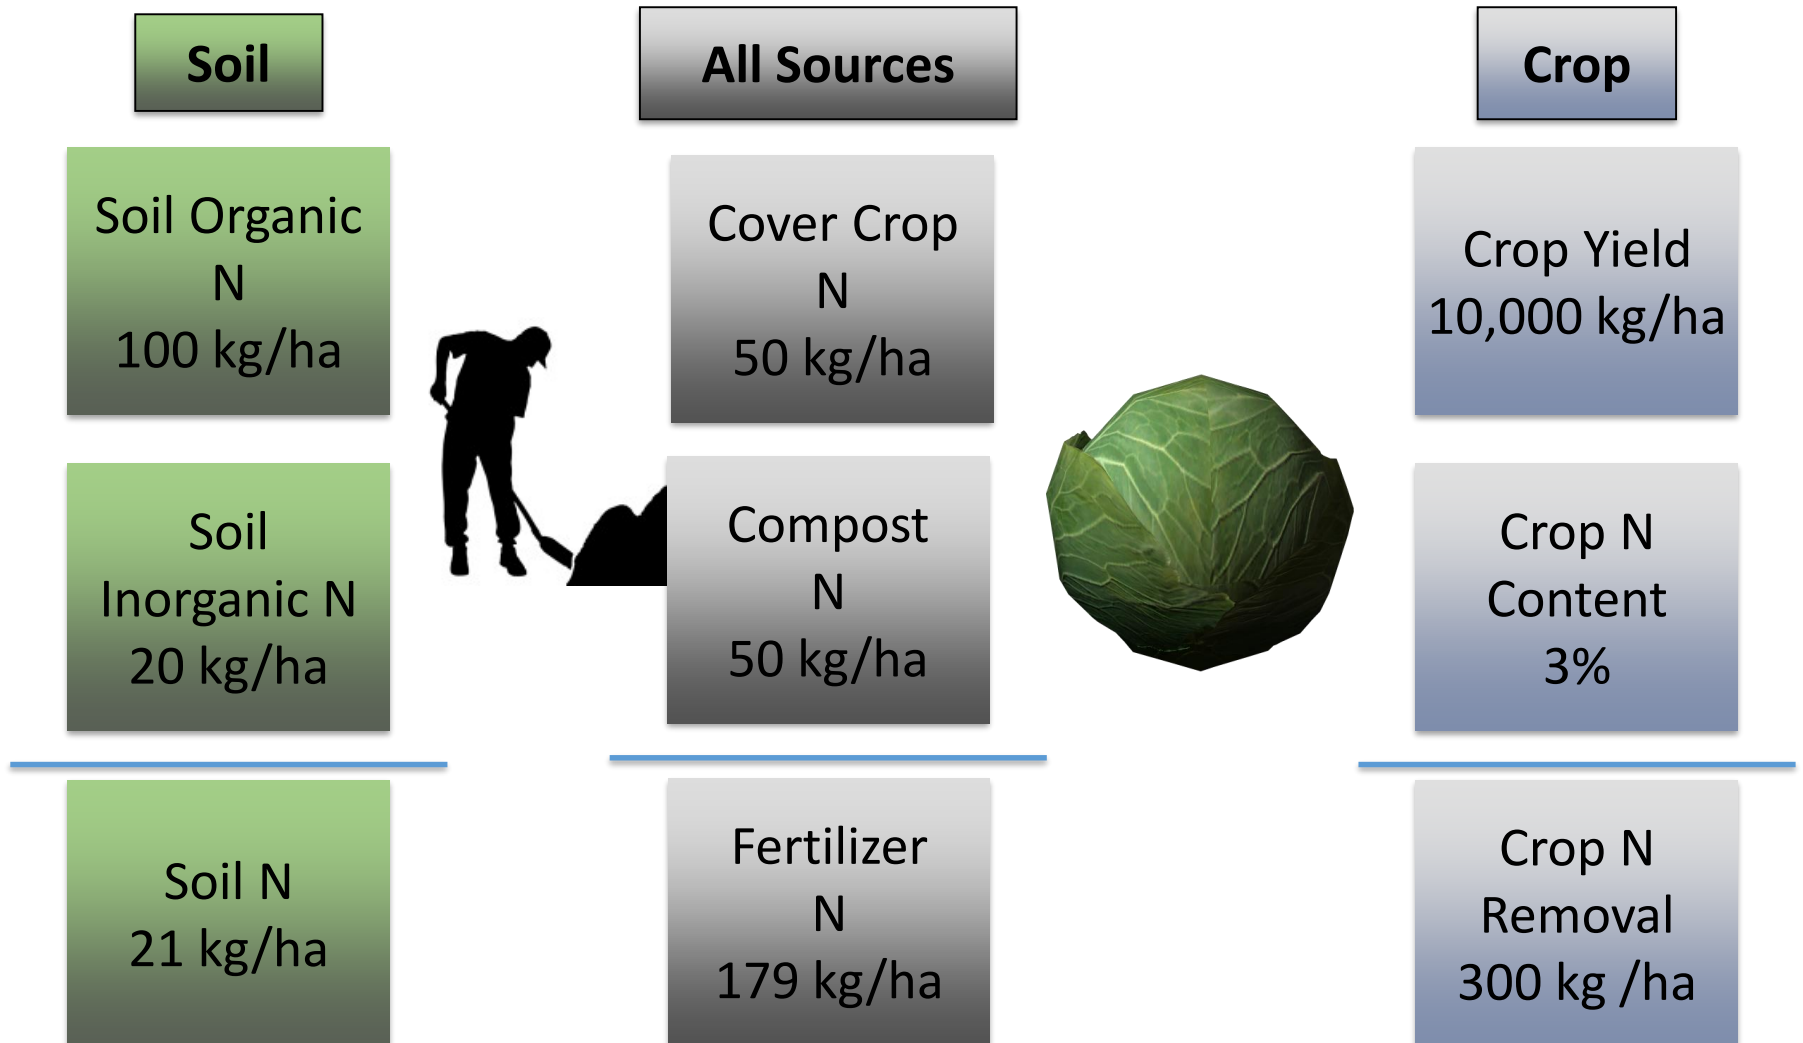 Soil
Soil Organic
N
100 kg/ha
Soil
Inorganic N
20 kg/ha
Soil N
21 kg/ha
All Sources
Cover Crop
N
50 kg/ha
Compost
N
50 kg/ha
Fertilizer
N
179 kg/ha
Crop
Crop Yield
10,000 kg/ha
Crop N
Content
3%
Crop N
Removal
300 kg /ha